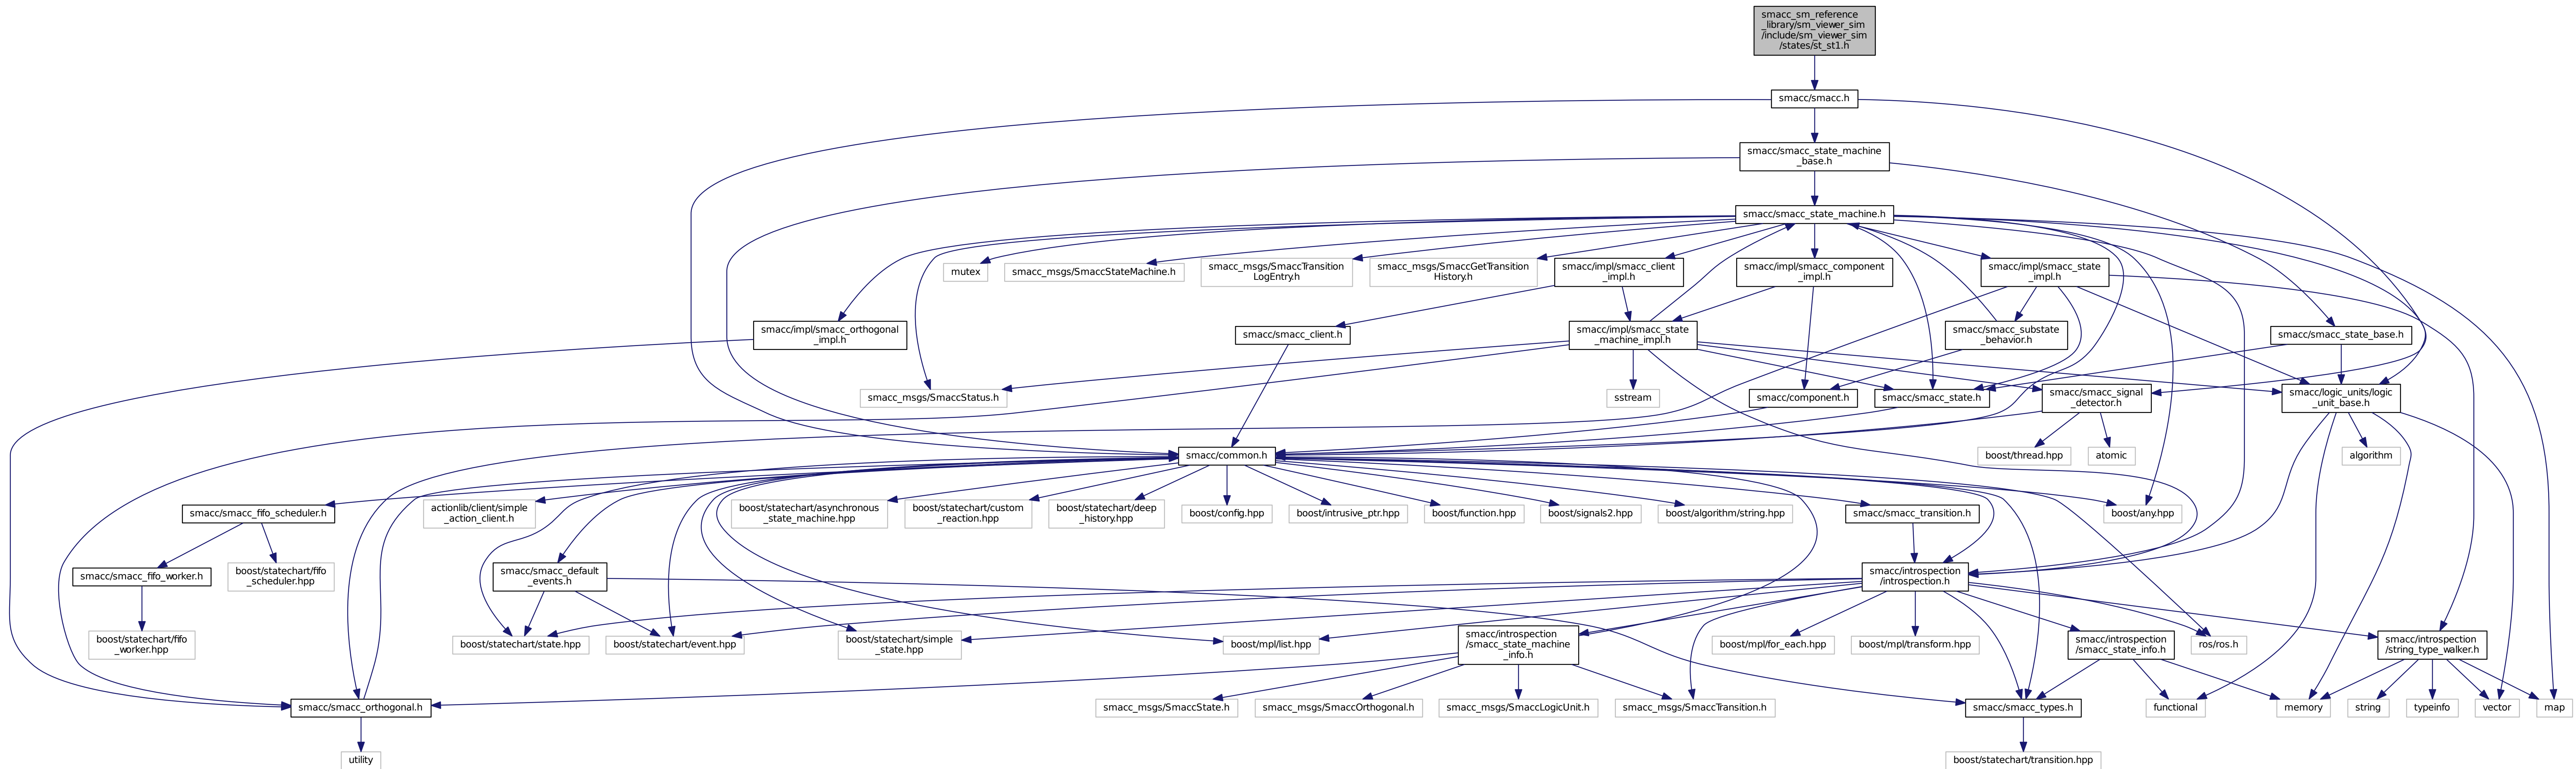 smacc_sm_reference
_library/sm_viewer_sim
/include/sm_viewer_sim
/states/st_st1.h
smacc/smacc.h
smacc/smacc_state_machine
_base.h
smacc/smacc_state_machine.h
mutex
smacc_msgs/SmaccStateMachine.h
smacc_msgs/SmaccTransition
LogEntry.h
smacc_msgs/SmaccGetTransition
History.h
smacc/impl/smacc_client
_impl.h
smacc/impl/smacc_component
_impl.h
smacc/impl/smacc_state
_impl.h
smacc/impl/smacc_orthogonal
_impl.h
smacc/smacc_client.h
smacc/impl/smacc_state
_machine_impl.h
smacc/smacc_substate
_behavior.h
smacc/smacc_state_base.h
smacc_msgs/SmaccStatus.h
sstream
smacc/component.h
smacc/smacc_state.h
smacc/smacc_signal
_detector.h
smacc/logic_units/logic
_unit_base.h
smacc/common.h
boost/thread.hpp
atomic
algorithm
smacc/smacc_fifo_scheduler.h
actionlib/client/simple
_action_client.h
boost/statechart/asynchronous
_state_machine.hpp
boost/statechart/custom
_reaction.hpp
boost/statechart/deep
_history.hpp
boost/config.hpp
boost/intrusive_ptr.hpp
boost/function.hpp
boost/signals2.hpp
boost/algorithm/string.hpp
smacc/smacc_transition.h
boost/any.hpp
smacc/smacc_fifo_worker.h
boost/statechart/fifo
_scheduler.hpp
smacc/smacc_default
_events.h
smacc/introspection
/introspection.h
boost/statechart/fifo
_worker.hpp
boost/statechart/state.hpp
boost/statechart/event.hpp
boost/statechart/simple
_state.hpp
boost/mpl/list.hpp
smacc/introspection
/smacc_state_machine
_info.h
boost/mpl/for_each.hpp
boost/mpl/transform.hpp
smacc/introspection
/smacc_state_info.h
ros/ros.h
smacc/introspection
/string_type_walker.h
smacc/smacc_orthogonal.h
smacc_msgs/SmaccState.h
smacc_msgs/SmaccOrthogonal.h
smacc_msgs/SmaccLogicUnit.h
smacc_msgs/SmaccTransition.h
smacc/smacc_types.h
functional
memory
string
typeinfo
vector
map
utility
boost/statechart/transition.hpp